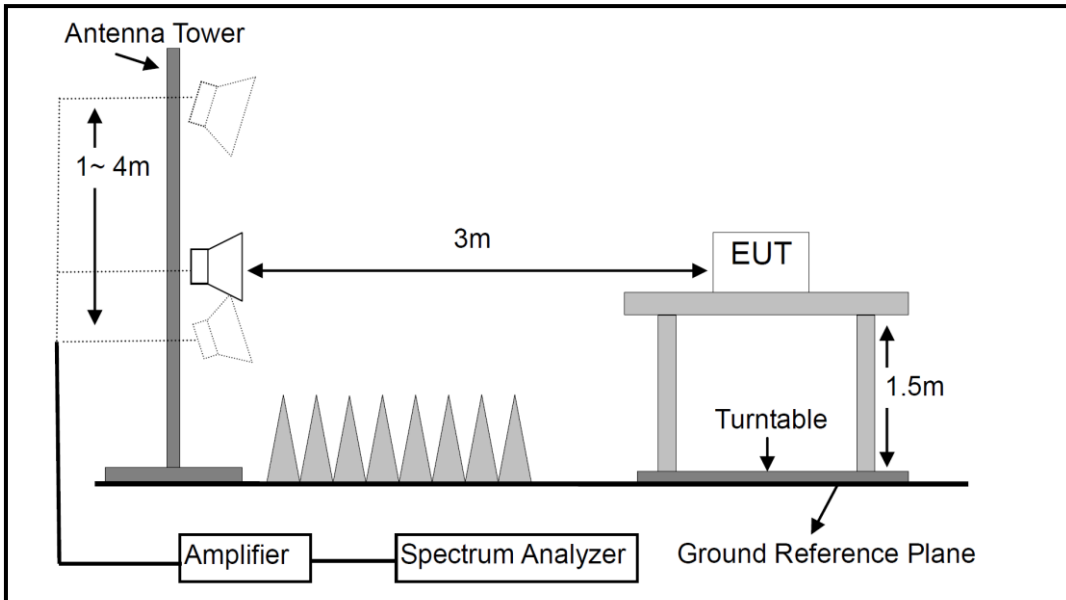 Antenna Tower
1~ 4m
3m
EUT
1.5m
Turntable
Amplifier
Spectrum Analyzer
Ground Reference Plane